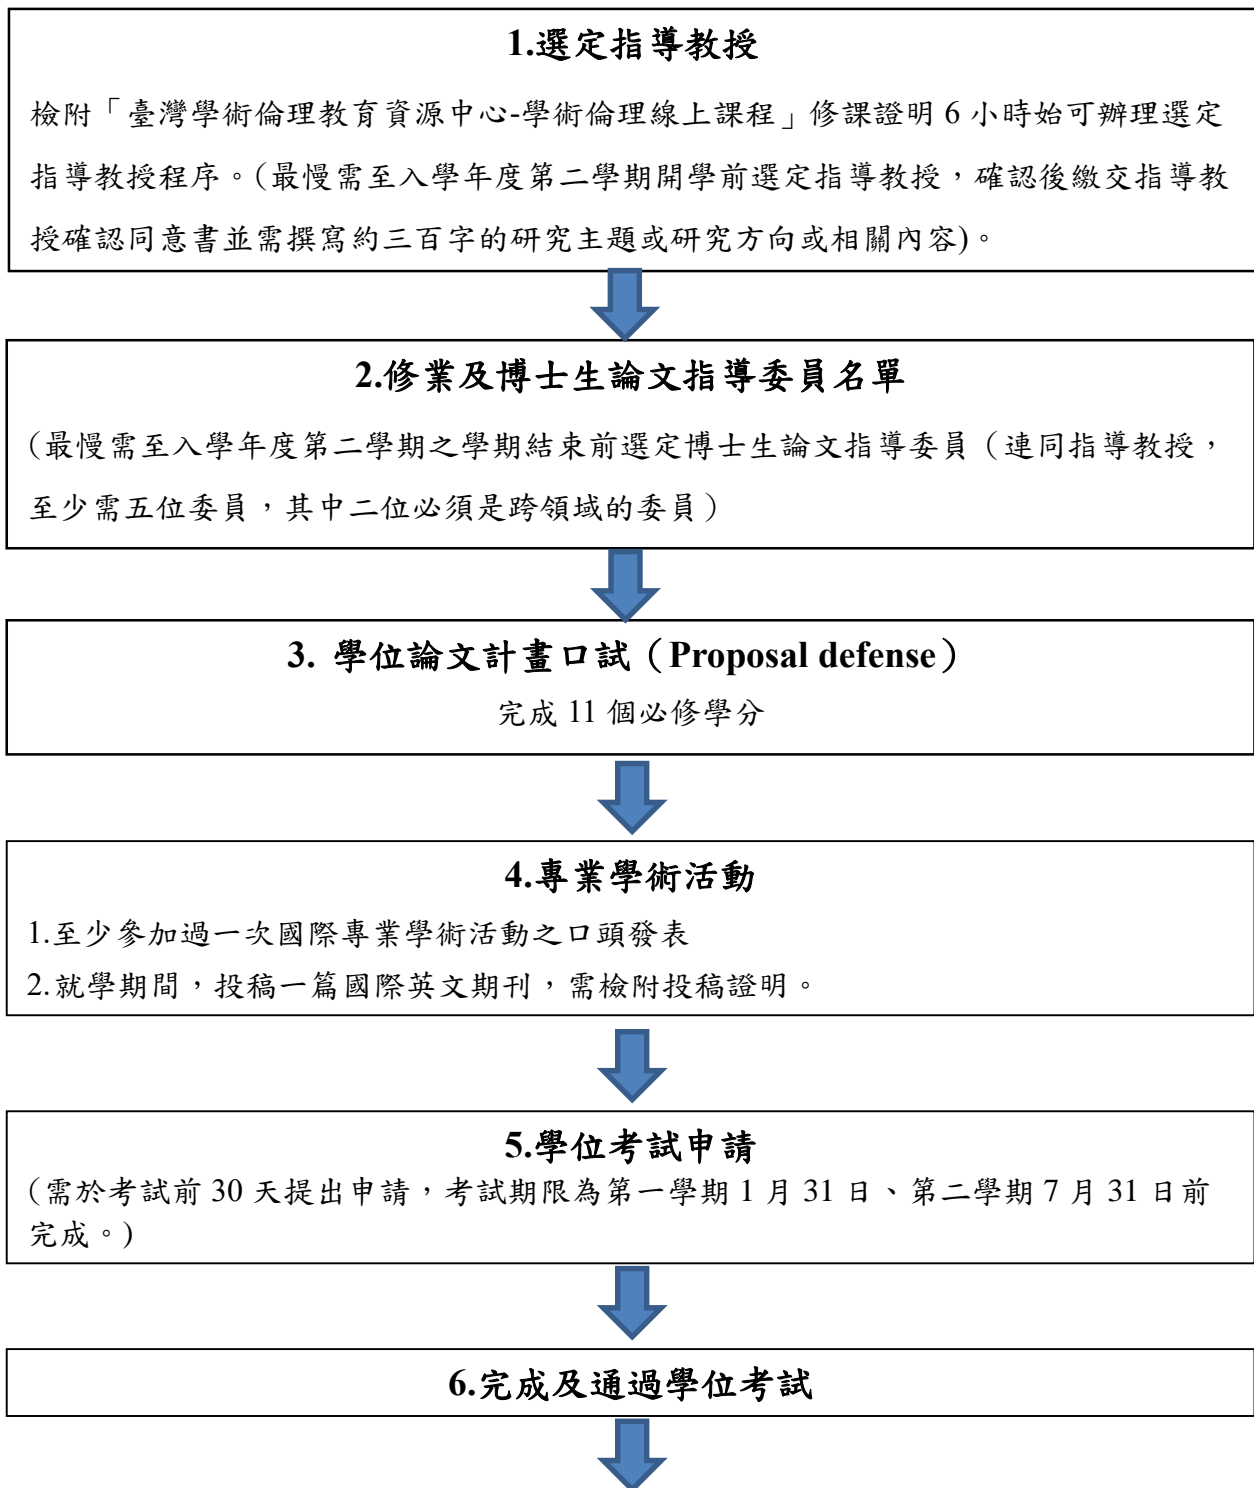 1.選定指導教授
檢附「臺灣學術倫理教育資源中心-學術倫理線上課程」修課證明 6 小時始可辦理選定
指導教授程序。(最慢需至入學年度第二學期開學前選定指導教授，確認後繳交指導教
授確認同意書並需撰寫約三百字的研究主題或研究方向或相關內容)。
2.修業及博士生論文指導委員名單
(最慢需至入學年度第二學期之學期結束前選定博士生論文指導委員（連同指導教授，
至少需五位委員，其中二位必須是跨領域的委員）
3. 學位論文計畫口試（Proposal defense）
完成 11 個必修學分
4.專業學術活動
1.至少參加過一次國際專業學術活動之口頭發表
2.就學期間，投稿一篇國際英文期刊，需檢附投稿證明。
5.學位考試申請
(需於考試前 30 天提出申請，考試期限為第一學期 1 月 31 日、第二學期 7 月 31 日前
完成。)
6.完成及通過學位考試